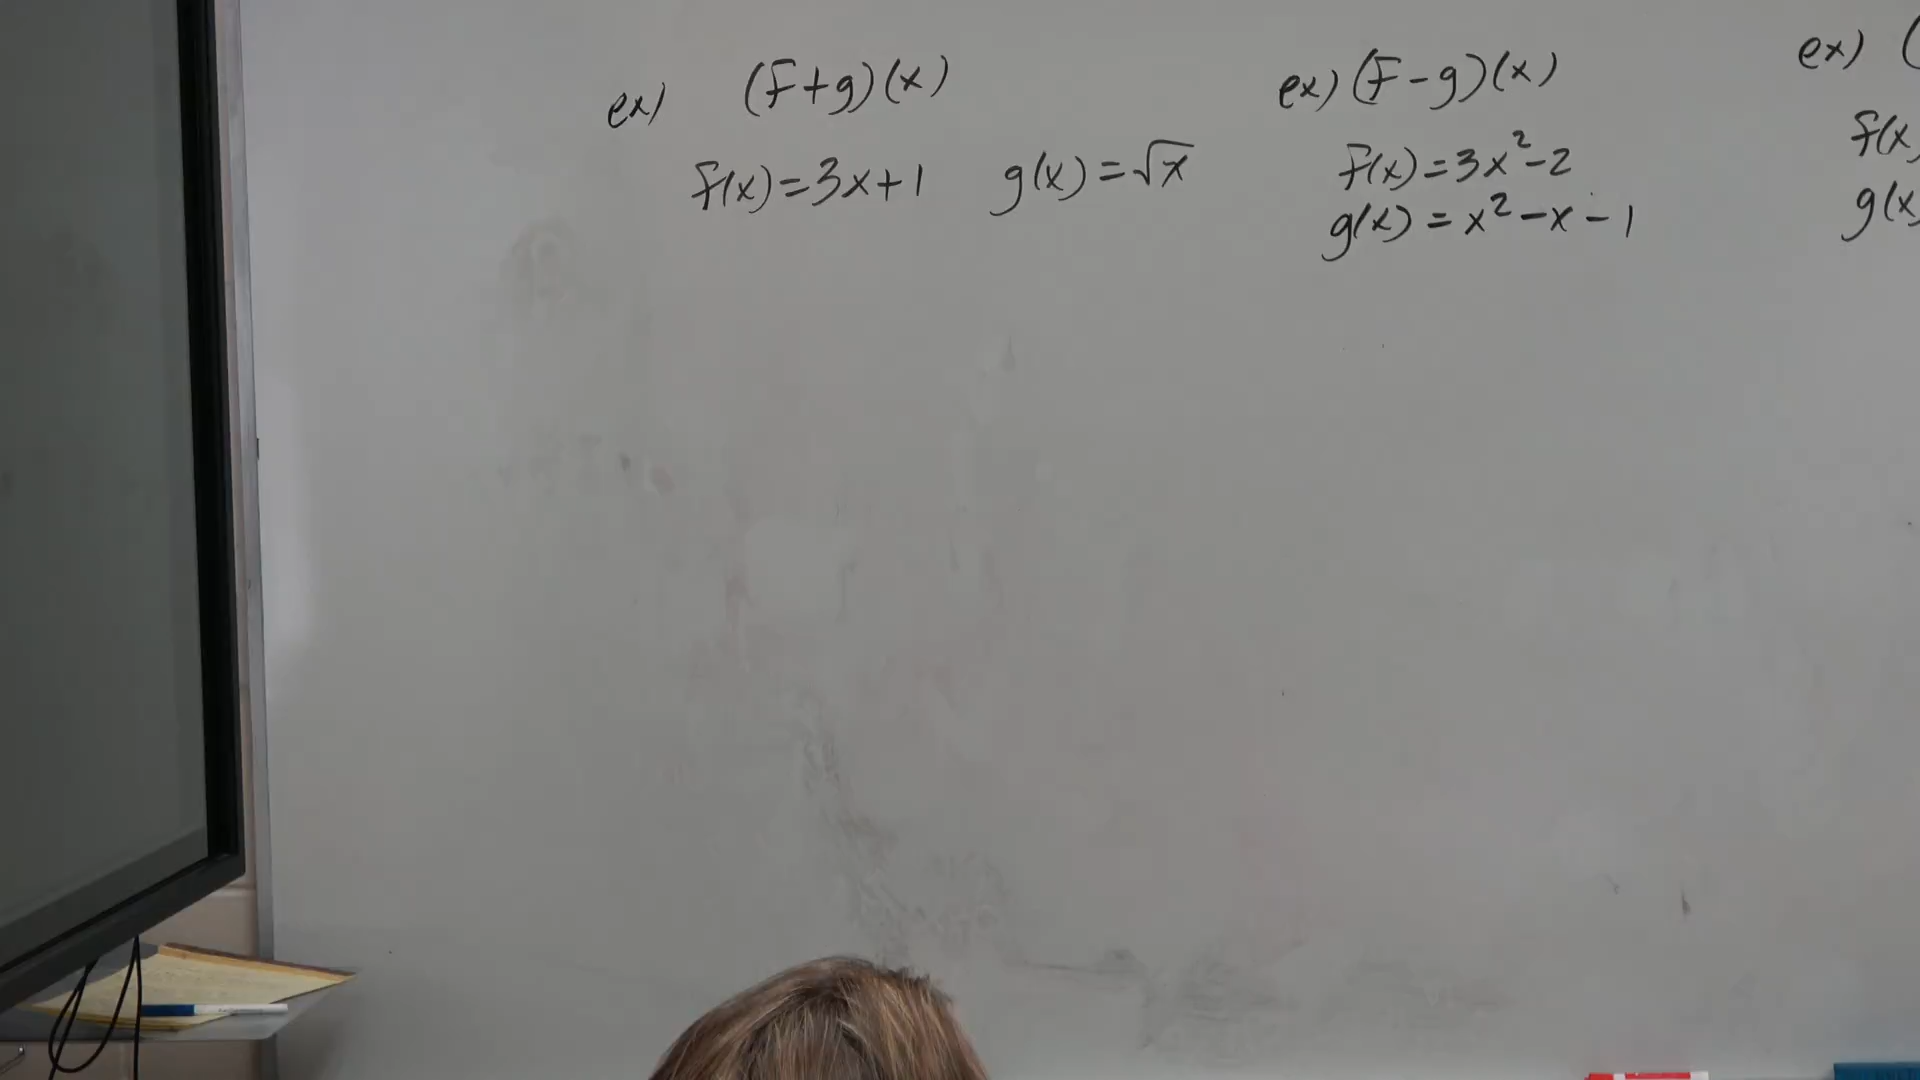 ex) (f+g)(x)
f(x)=3x+1 g(x)=√x
ex) (f-g)(x)
f(x)=3x²-2
g(x)=x²-x-1
ex) (
f(x
g(x